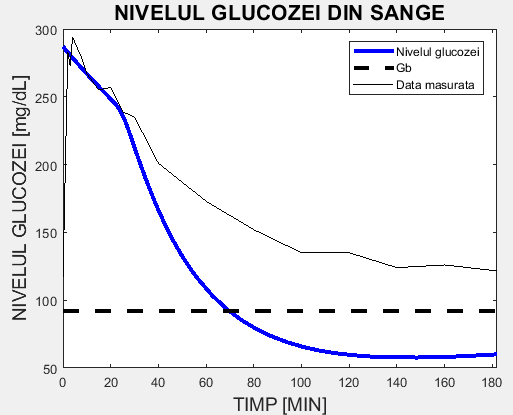 NIVELUL GLUCOZEI DIN SANGE
NIVELUL GLUCOZEI [mg/dL]
300
250
200
150
100
50
Nivelul glucozei
Gb
Data masurata
0 20 40 60 80 100 120 140 160 180
TIMP [MIN]